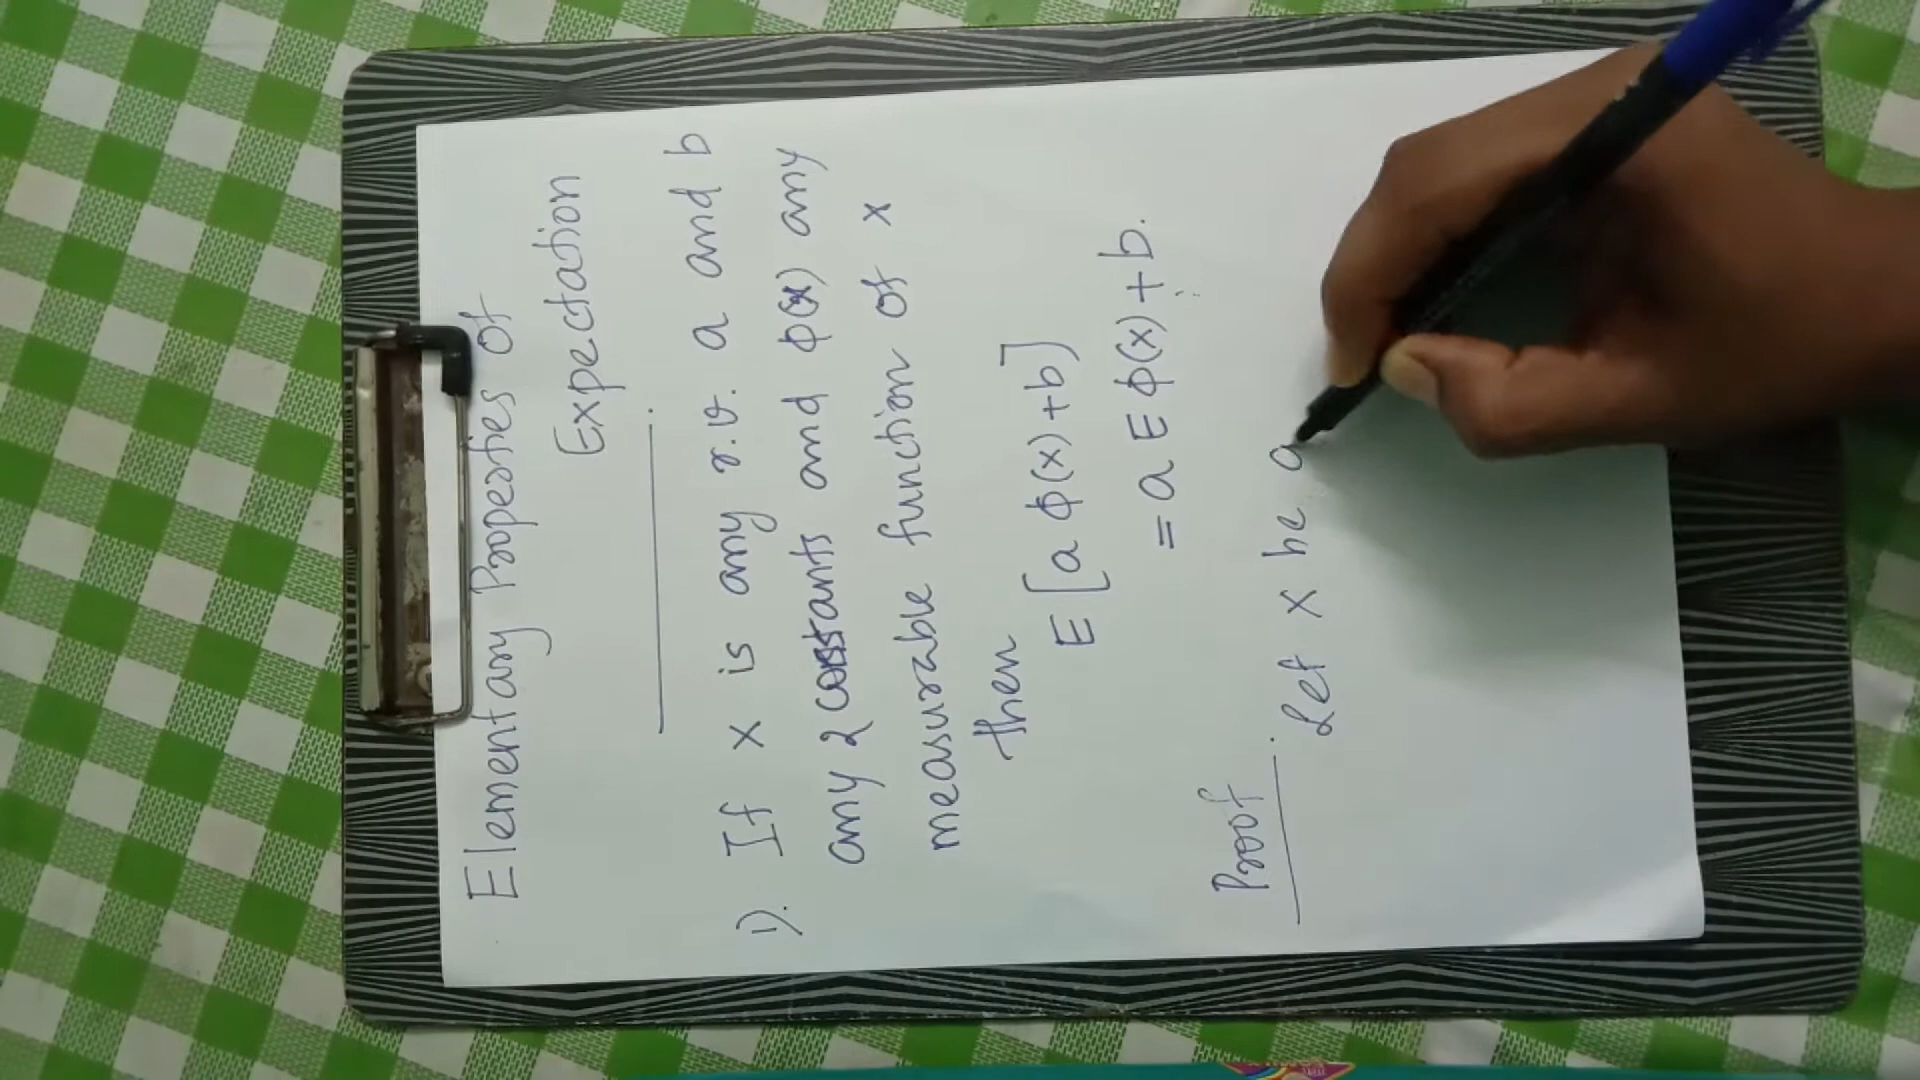 Elementary Properties of
Expectation
1). If x is any r.v. a and b
any 2 constants and ϕ(x) any
measurable function of x
then
E[a ϕ(x)+b]
= a E ϕ(x)+b.
Proof
Let x be a